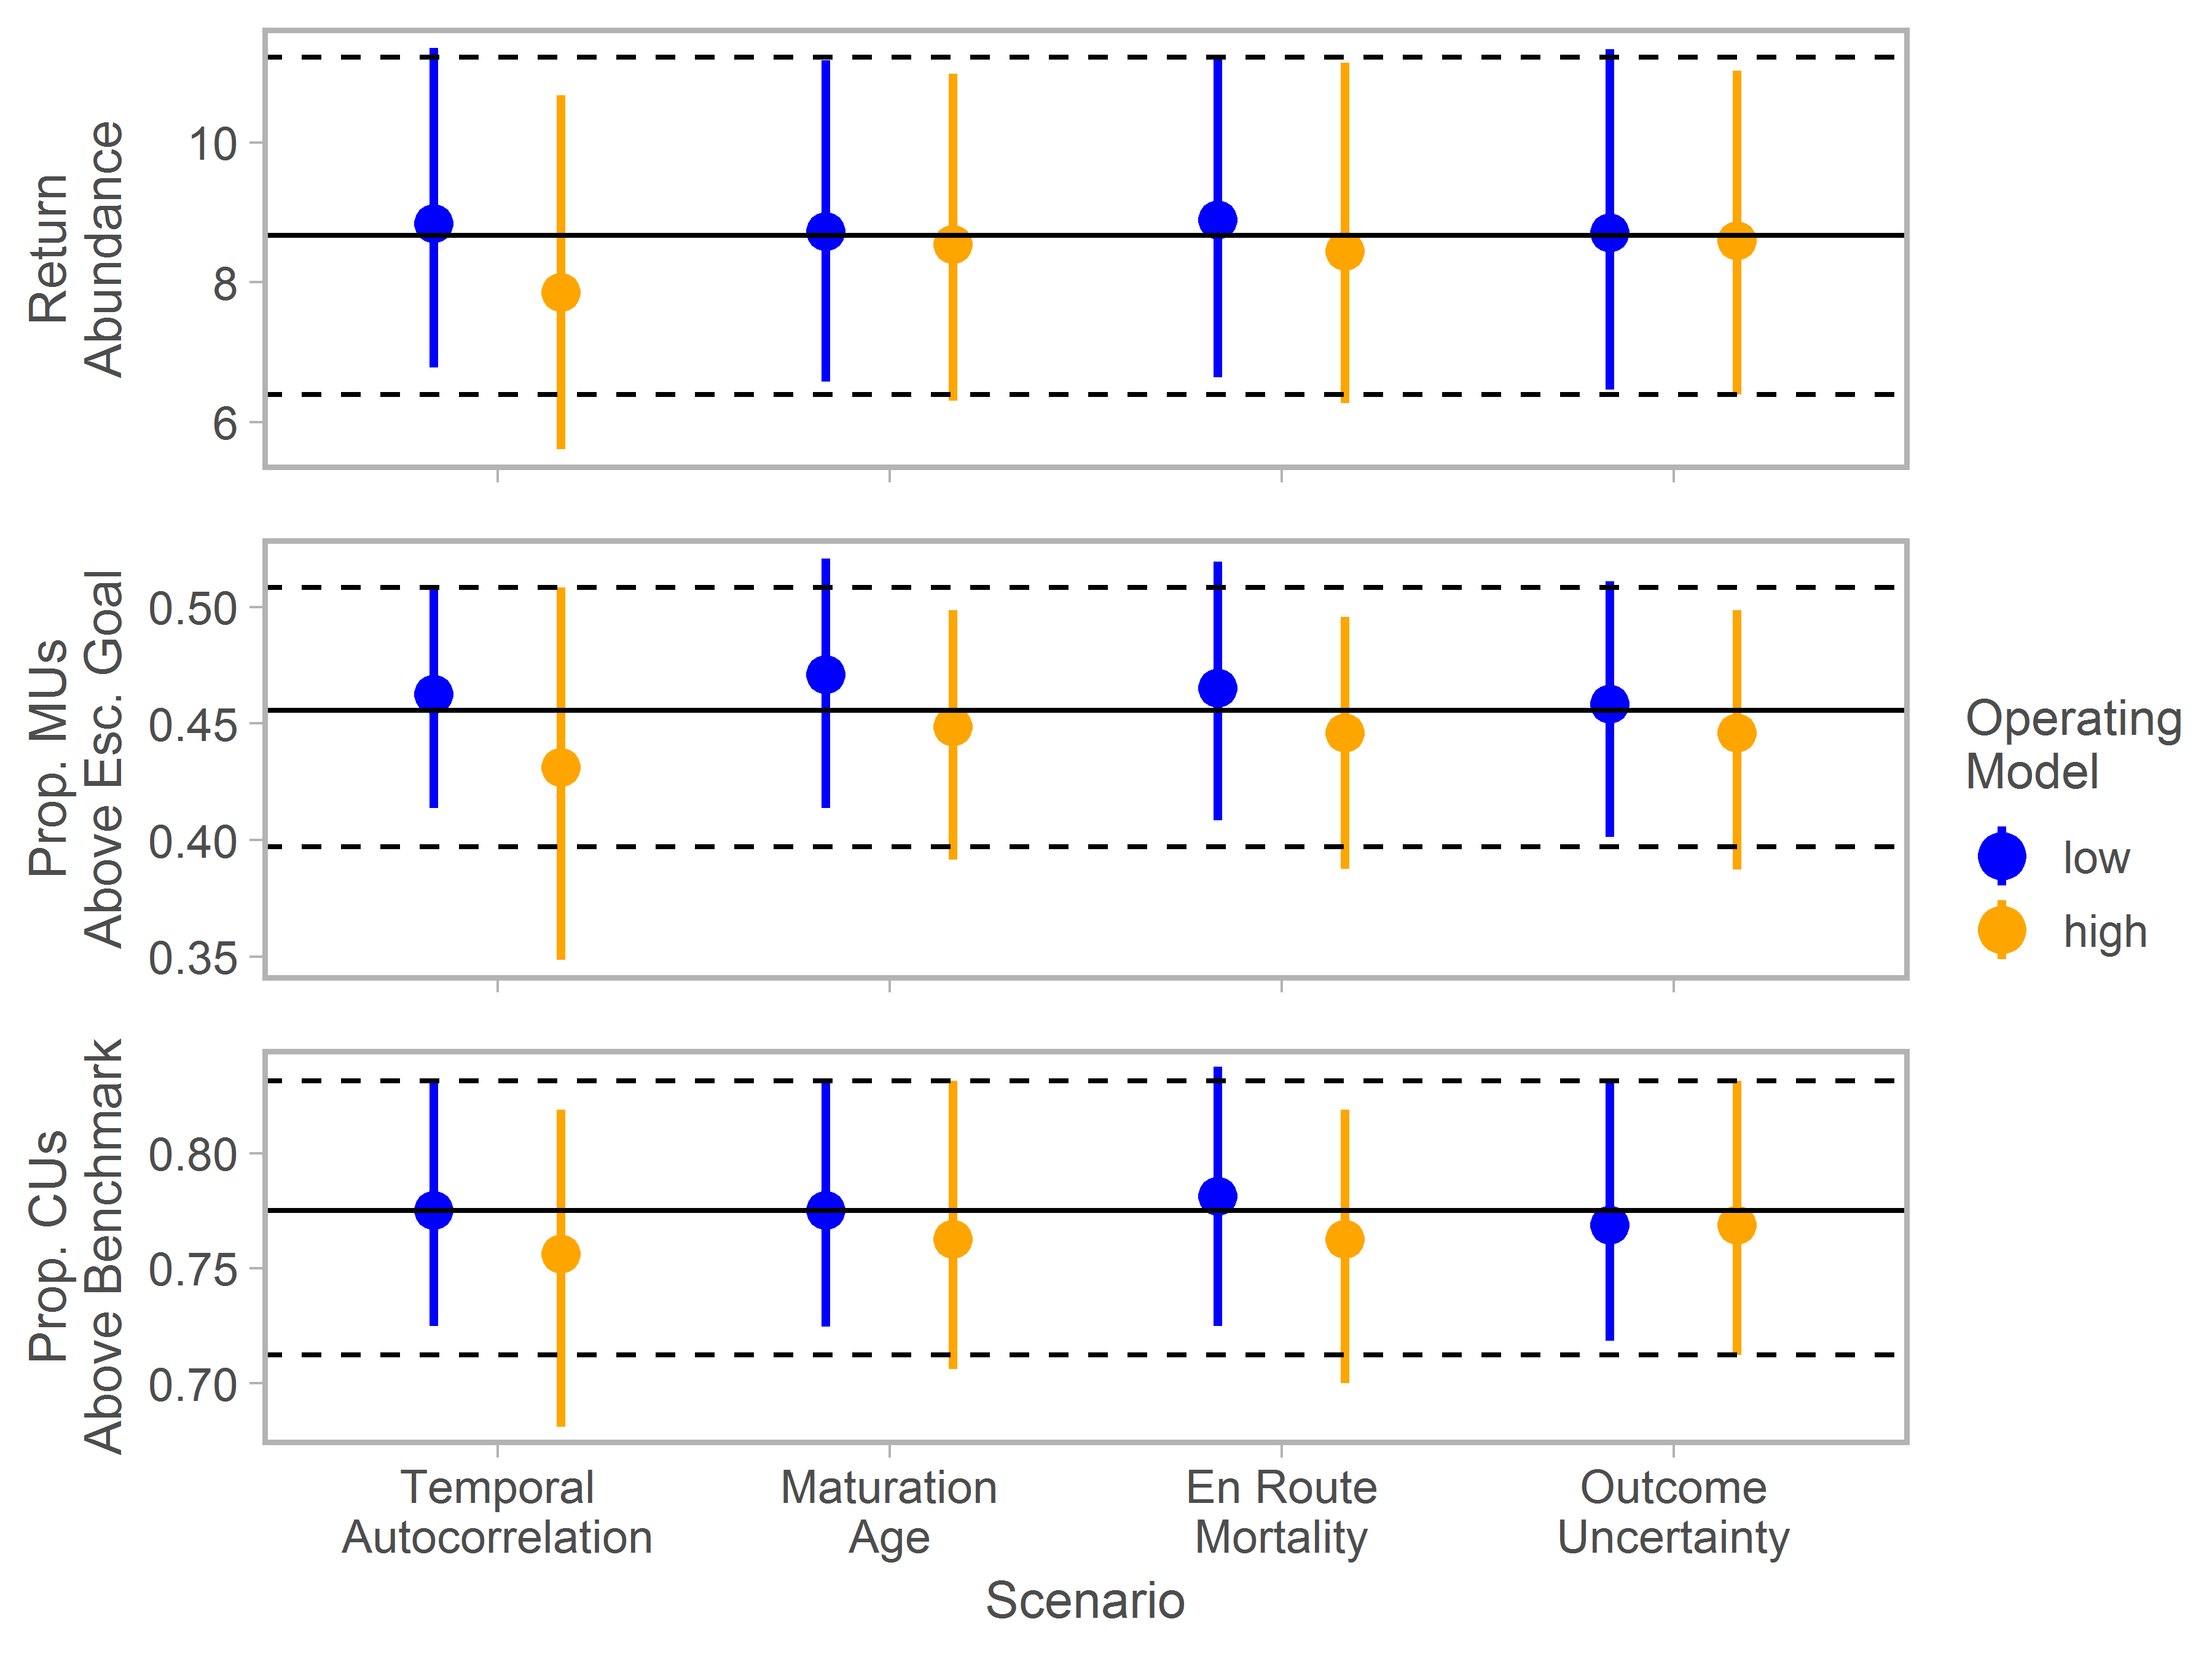 Return
Abundance
10
8
6
Prop. MUs
Above Esc. Goal
0.50
0.45
0.40
0.35
Prop. CUs
Above Benchmark
0.80
0.75
0.70
Temporal
Autocorrelation
Maturation
Age
En Route
Mortality
Outcome
Uncertainty
Scenario
Operating
Model
low
high